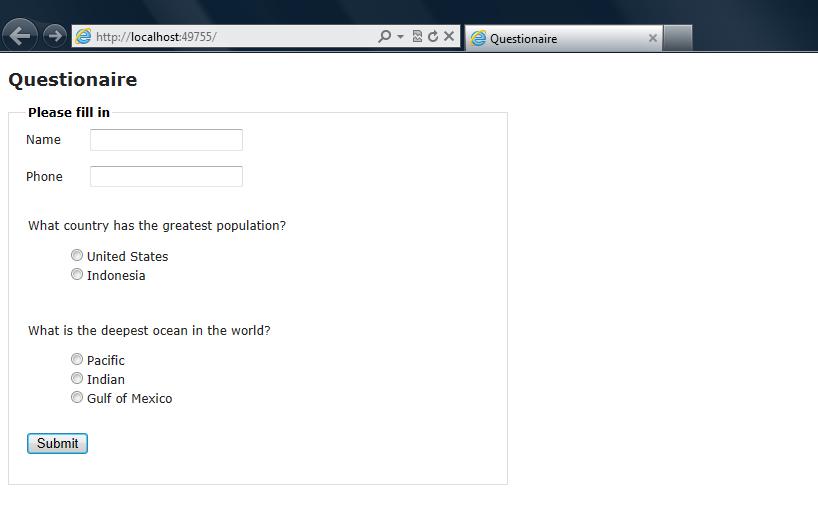 http://localhost:49755/
Questionaire
Questionaire
Please fill in
Name
Phone
What country has the greatest population?
United States
Indonesia
What is the deepest ocean in the world?
Pacific
Indian
Gulf of Mexico
Submit